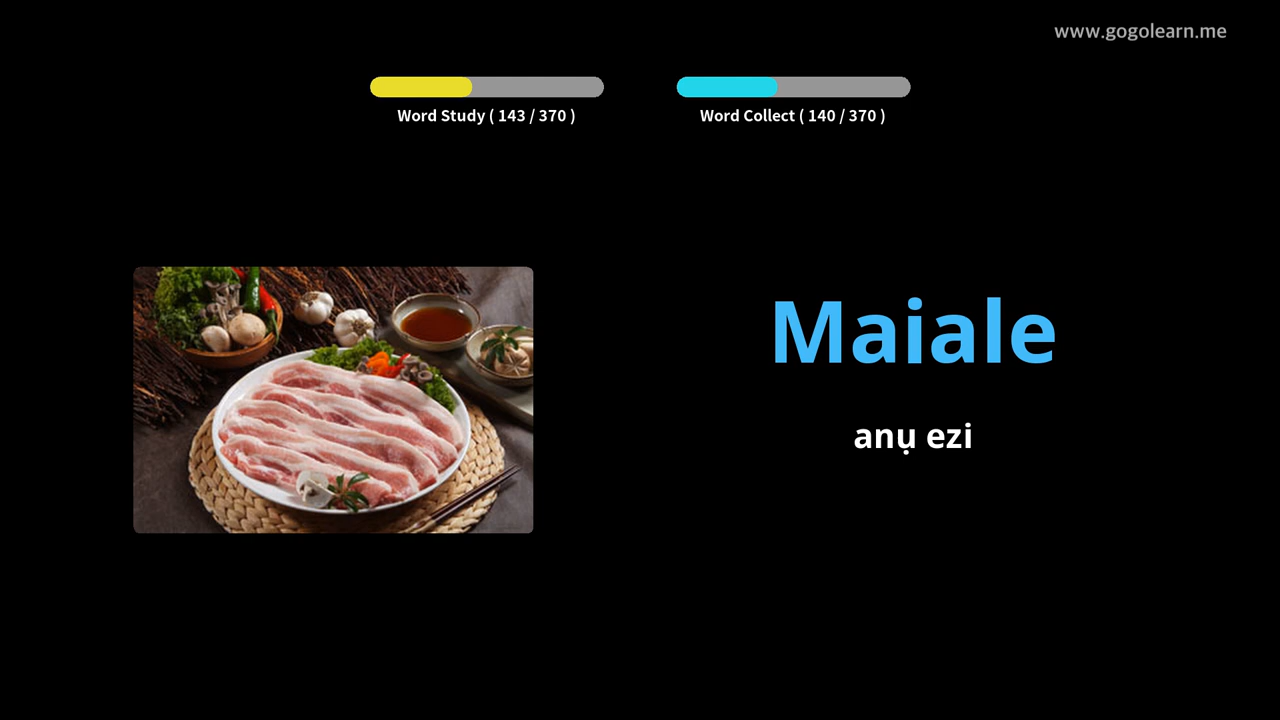 www.gogolearn.me
Word Study ( 143 / 370 )
Word Collect ( 140 / 370 )
Maiale
anụ ezi